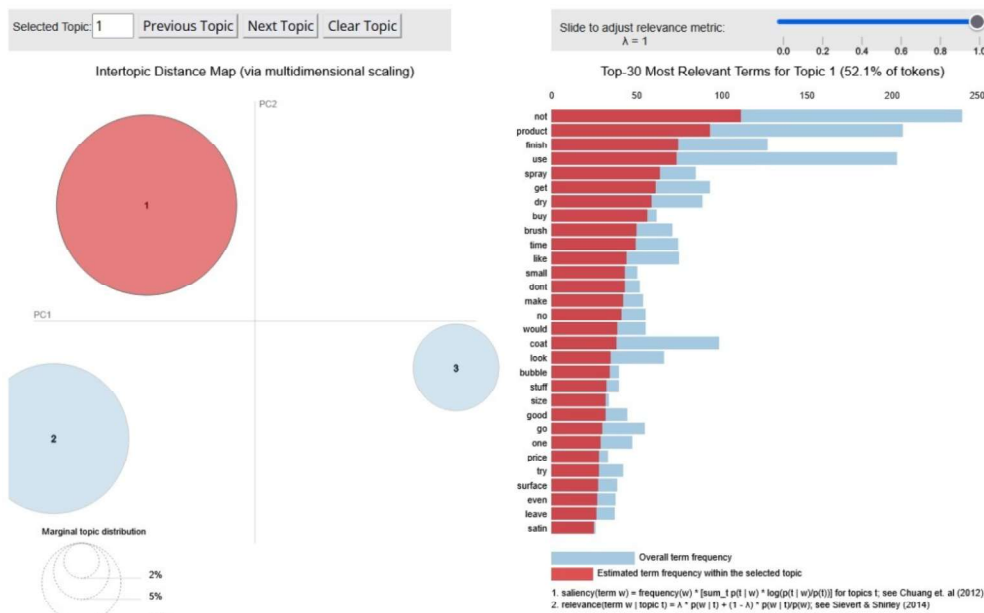 Selected Topic: 1 Previous Topic Next Topic Clear Topic
Slide to adjust relevance metric:
λ = 1
0.0 0.2 0.4 0.6 0.8 1.0
Intertopic Distance Map (via multidimensional scaling)
PC2
PC1
1
2
3
Marginal topic distribution
2%
5%
Top-30 Most Relevant Terms for Topic 1 (52.1% of tokens)
0 50 100 150 200 250
not
product
finish
use
spray
get
dry
buy
brush
time
like
small
dont
make
no
would
coat
look
bubble
stuff
size
good
go
one
price
try
surface
even
leave
satin
Overall term frequency
Estimated term frequency within the selected topic
1. saliency(term w) = frequency(w) * [sum_t p(t | w) * log(p(t | w)/p(t))] for topics t; see Chuang et. al (2012)
2. relevance(term w | topic t) = λ * p(w | t) + (1 - λ) * p(w | t)/p(w); see Sievert & Shirley (2014)